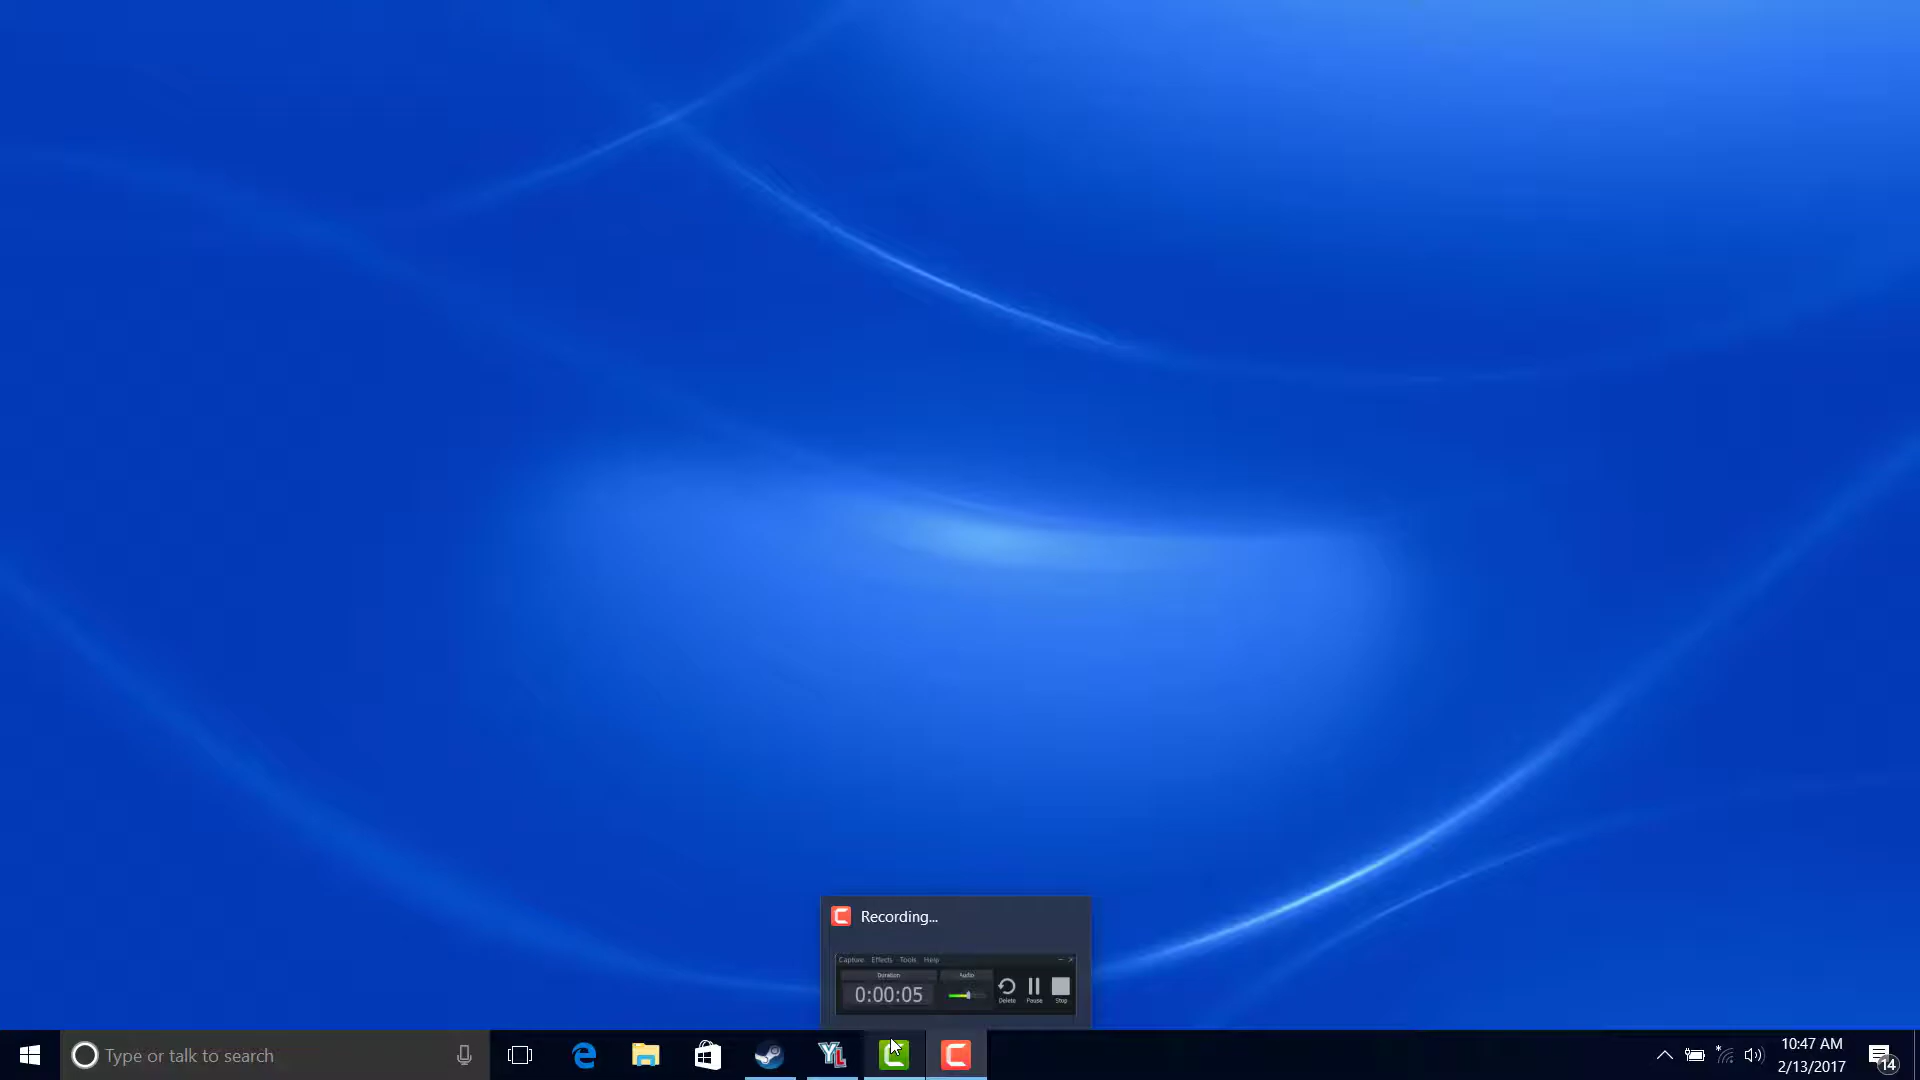 Recording...
Capture Effects Tools Help
Duration Audio
0:00:05 Delete Pause Stop
Type or talk to search
YL
10:47 AM
2/13/2017
14